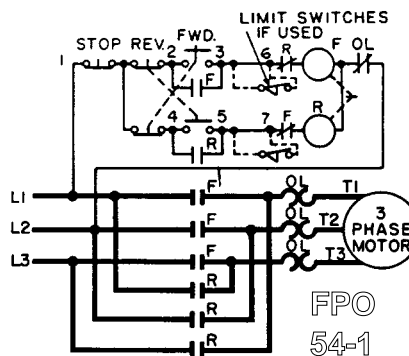 LIMIT SWITCHES
IF USED
FWD.
STOP REV. 2 3 6 R F OL
1
F
4 5 7 F R
R
L1 F OL T1
L2 F OL T2
L3 F OL T3
3
PHASE
MOTOR
R
R
R
FPO
54-1